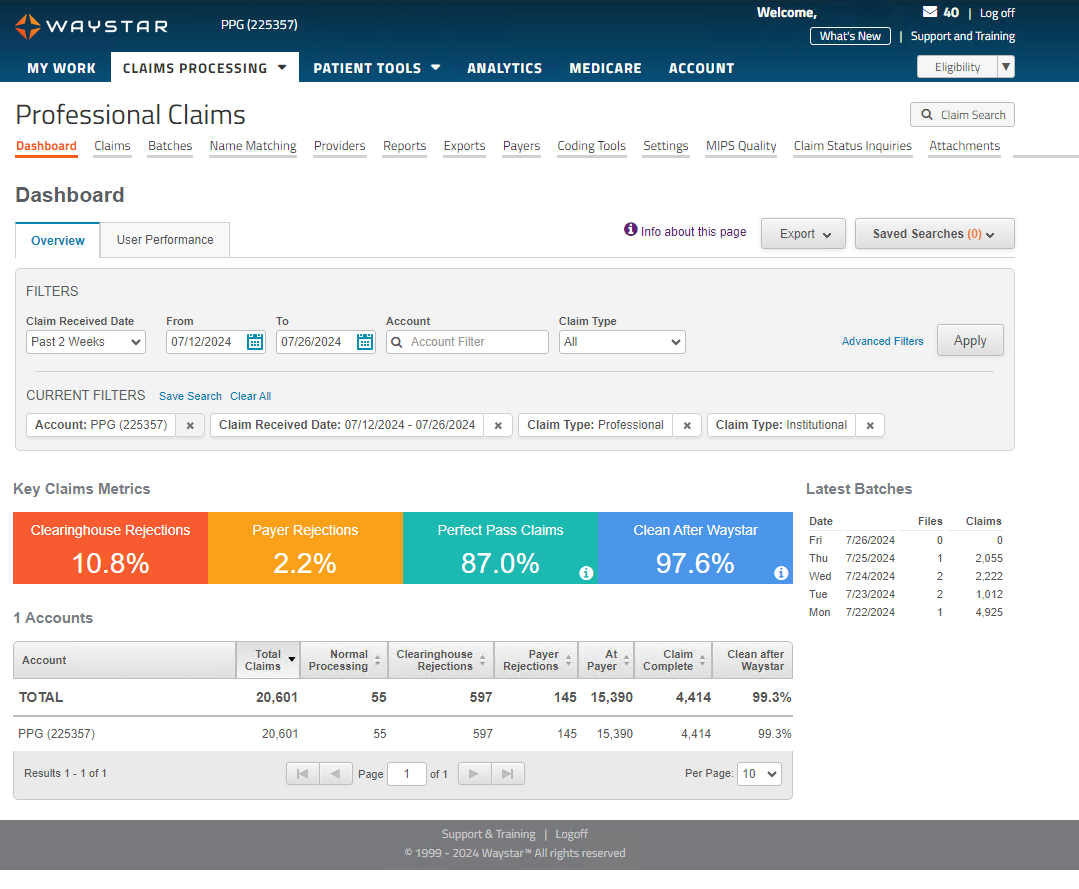 WAYSTAR PPG (225357) Welcome, 40 | Log off
What's New | Support and Training
MY WORK CLAIMS PROCESSING PATIENT TOOLS ANALYTICS MEDICARE ACCOUNT Eligibility
Professional Claims Claim Search
Dashboard Claims Batches Name Matching Providers Reports Exports Payers Coding Tools Settings MIPS Quality Claim Status Inquiries Attachments
Dashboard
Overview User Performance Info about this page Export Saved Searches (0)
FILTERS
Claim Received Date From To Account Claim Type
Past 2 Weeks 07/12/2024 07/26/2024 Account Filter All Advanced Filters Apply
CURRENT FILTERS Save Search Clear All
Account: PPG (225357) × Claim Received Date: 07/12/2024 - 07/26/2024 × Claim Type: Professional × Claim Type: Institutional ×
Key Claims Metrics
Clearinghouse Rejections Payer Rejections Perfect Pass Claims Clean After Waystar
10.8% 2.2% 87.0% 97.6%
Latest Batches
Date Files Claims
Fri 7/26/2024 0 0
Thu 7/25/2024 1 2,055
Wed 7/24/2024 2 2,222
Tue 7/23/2024 2 1,012
Mon 7/22/2024 1 4,925
1 Accounts
Account Total Claims Normal Processing Clearinghouse Rejections Payer Rejections At Payer Claim Complete Clean after Waystar
TOTAL 20,601 55 597 145 15,390 4,414 99.3%
PPG (225357) 20,601 55 597 145 15,390 4,414 99.3%
Results 1 - 1 of 1 Page 1 of 1 Per Page: 10
Support & Training | Logoff
© 1999 - 2024 Waystar™ All rights reserved